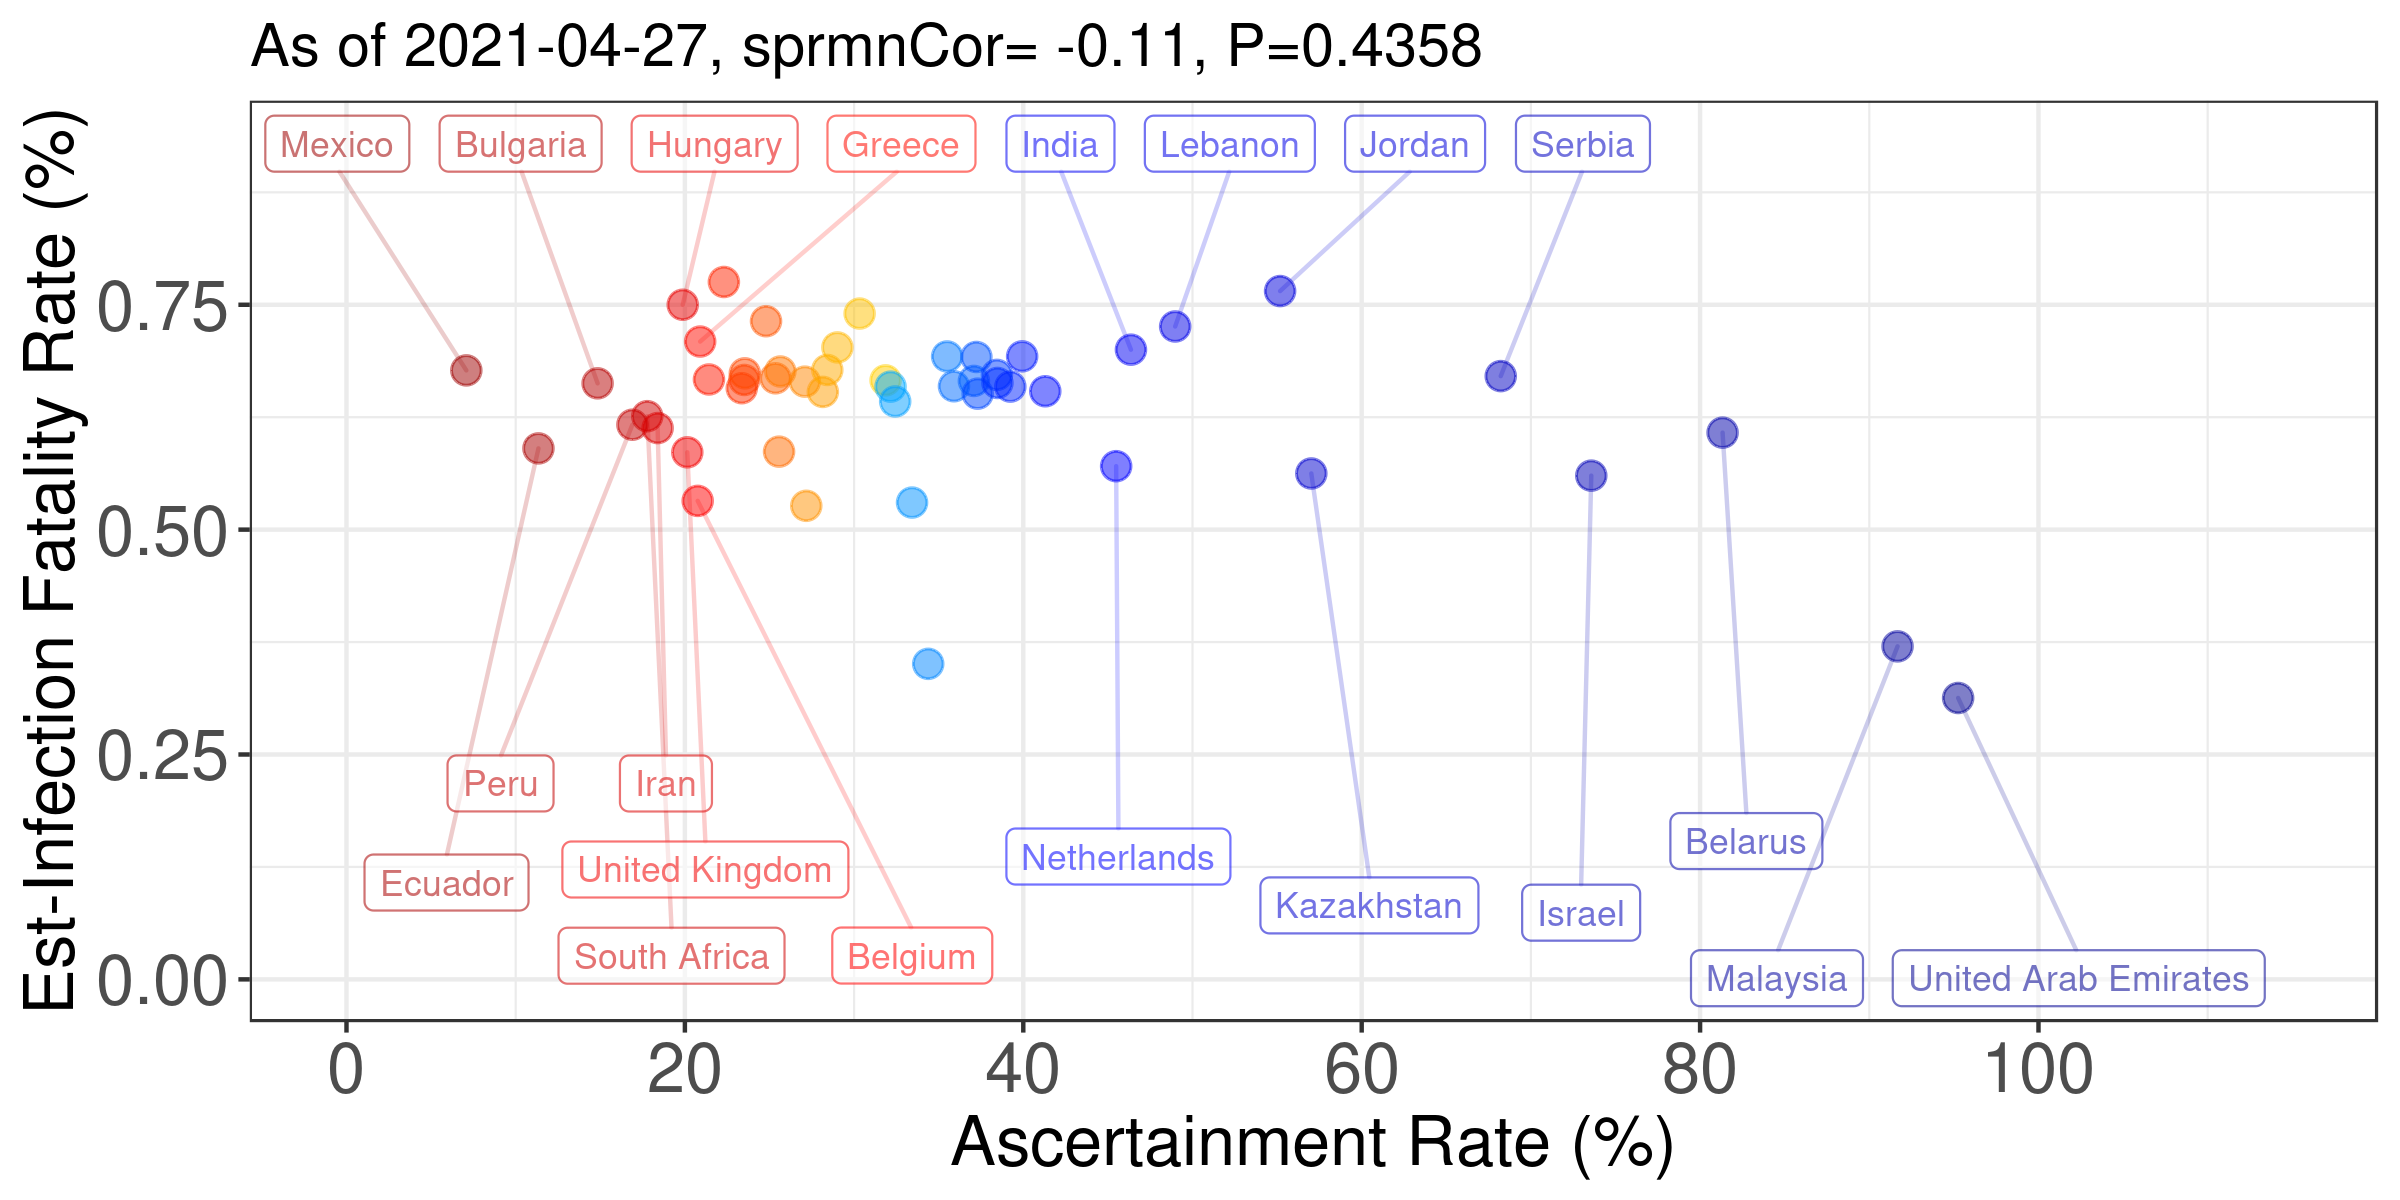 As of 2021-04-27, sprmnCor= -0.11, P=0.4358
Est-Infection Fatality Rate (%)
0.75
0.50
0.25
0.00
Mexico
Bulgaria
Hungary
Greece
India
Lebanon
Jordan
Serbia
Peru
Iran
Ecuador
United Kingdom
South Africa
Belgium
Netherlands
Kazakhstan
Israel
Belarus
Malaysia
United Arab Emirates
0
20
40
60
80
100
Ascertainment Rate (%)